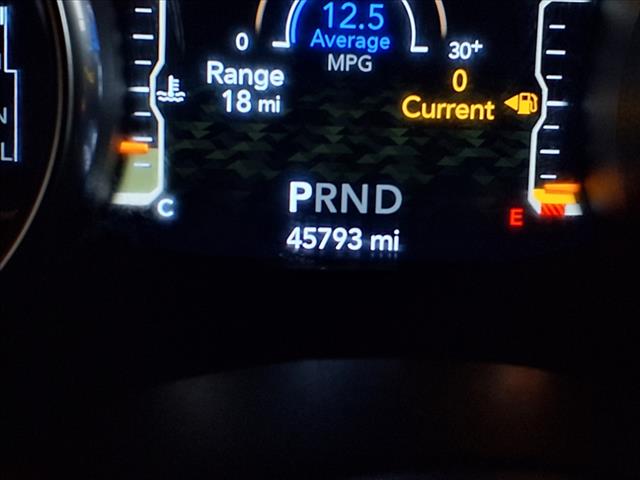 12.5
Average
MPG
0
30+
Range
18 mi
0
Current
N
L
C
E
PRND
45793 mi